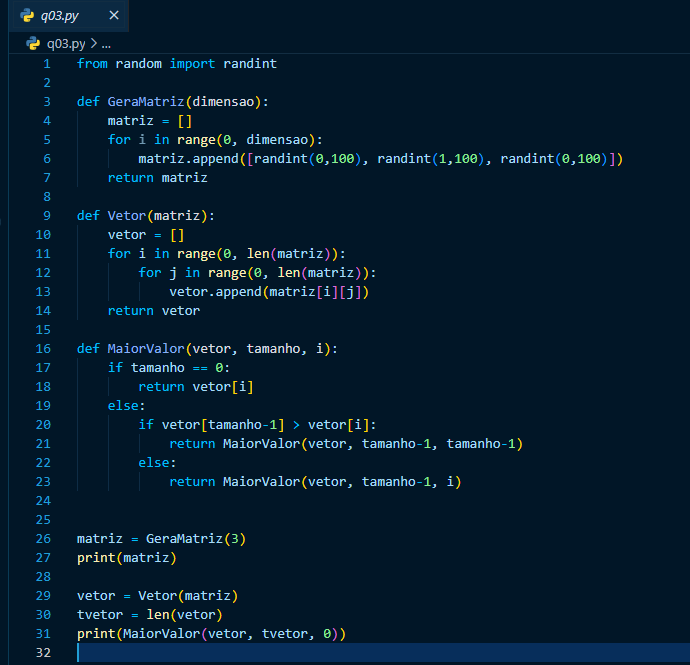 q03.py ×
q03.py > ...
1 from random import randint
2
3 def GeraMatriz(dimensao):
4     matriz = []
5     for i in range(0, dimensao):
6         matriz.append([randint(0,100), randint(1,100), randint(0,100)])
7     return matriz
8
9 def Vetor(matriz):
10     vetor = []
11     for i in range(0, len(matriz)):
12         for j in range(0, len(matriz)):
13             vetor.append(matriz[i][j])
14     return vetor
15
16 def MaiorValor(vetor, tamanho, i):
17     if tamanho == 0:
18         return vetor[i]
19     else:
20         if vetor[tamanho-1] > vetor[i]:
21             return MaiorValor(vetor, tamanho-1, tamanho-1)
22         else:
23             return MaiorValor(vetor, tamanho-1, i)
24
25
26 matriz = GeraMatriz(3)
27 print(matriz)
28
29 vetor = Vetor(matriz)
30 tvetor = len(vetor)
31 print(MaiorValor(vetor, tvetor, 0))
32